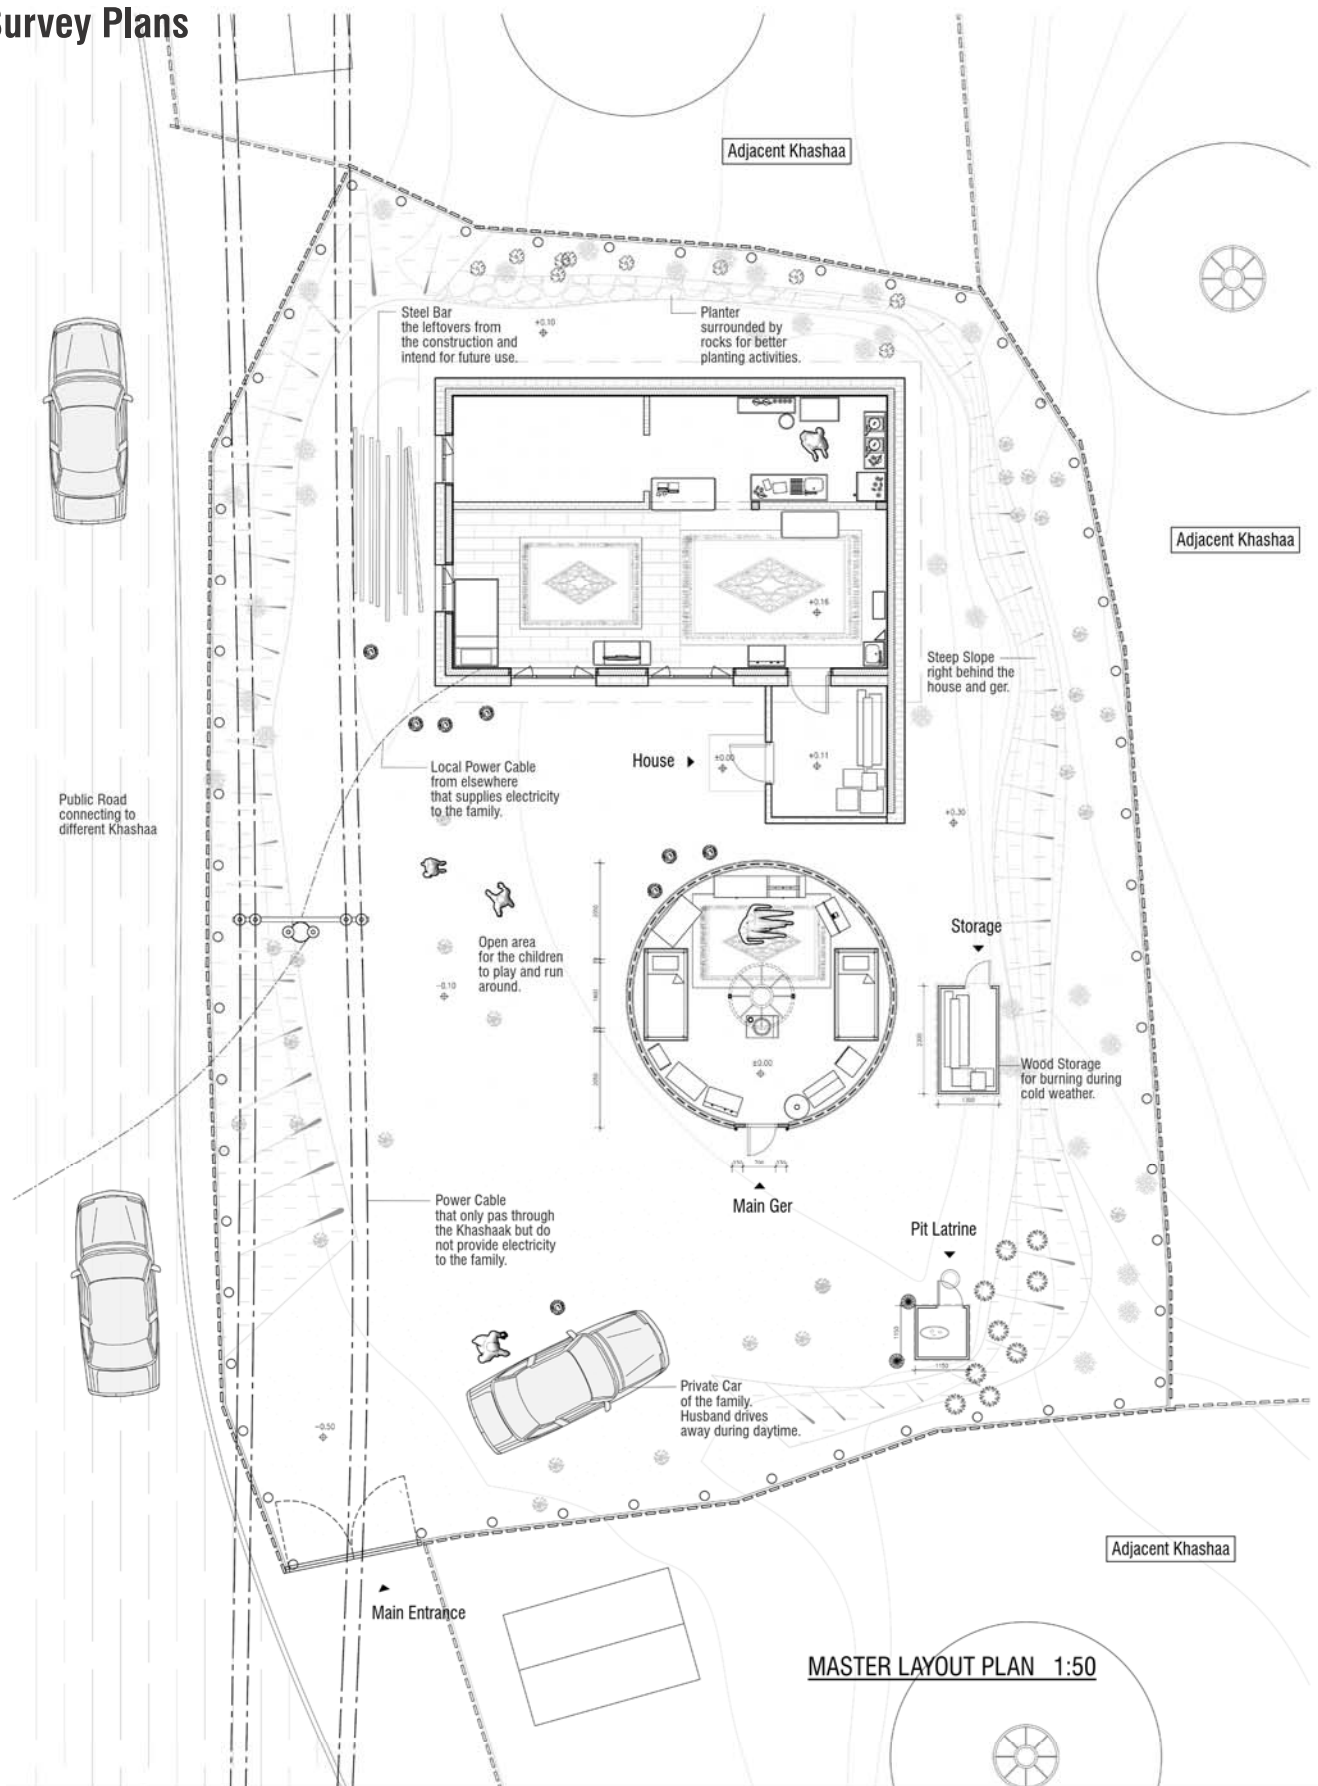 Survey Plans
Adjacent Khashaa
Steel Bar
the leftovers from
the construction and
intend for future use.
+0.10
Planter
surrounded by
rocks for better
planting activities.
Adjacent Khashaa
+0.16
Steep Slope
right behind the
house and ger.
House
±0.00
+0.11
Local Power Cable
from elsewhere
that supplies electricity
to the family.
Public Road
connecting to
different Khashaa
+0.30
Open area
for the children
to play and run
around.
-0.10
Storage
±0.00
Wood Storage
for burning during
cold weather.
Main Ger
Power Cable
that only pas through
the Khashaak but do
not provide electricity
to the family.
Pit Latrine
1150
Private Car
of the family.
Husband drives
away during daytime.
-0.50
Adjacent Khashaa
Main Entrance
MASTER LAYOUT PLAN 1:50